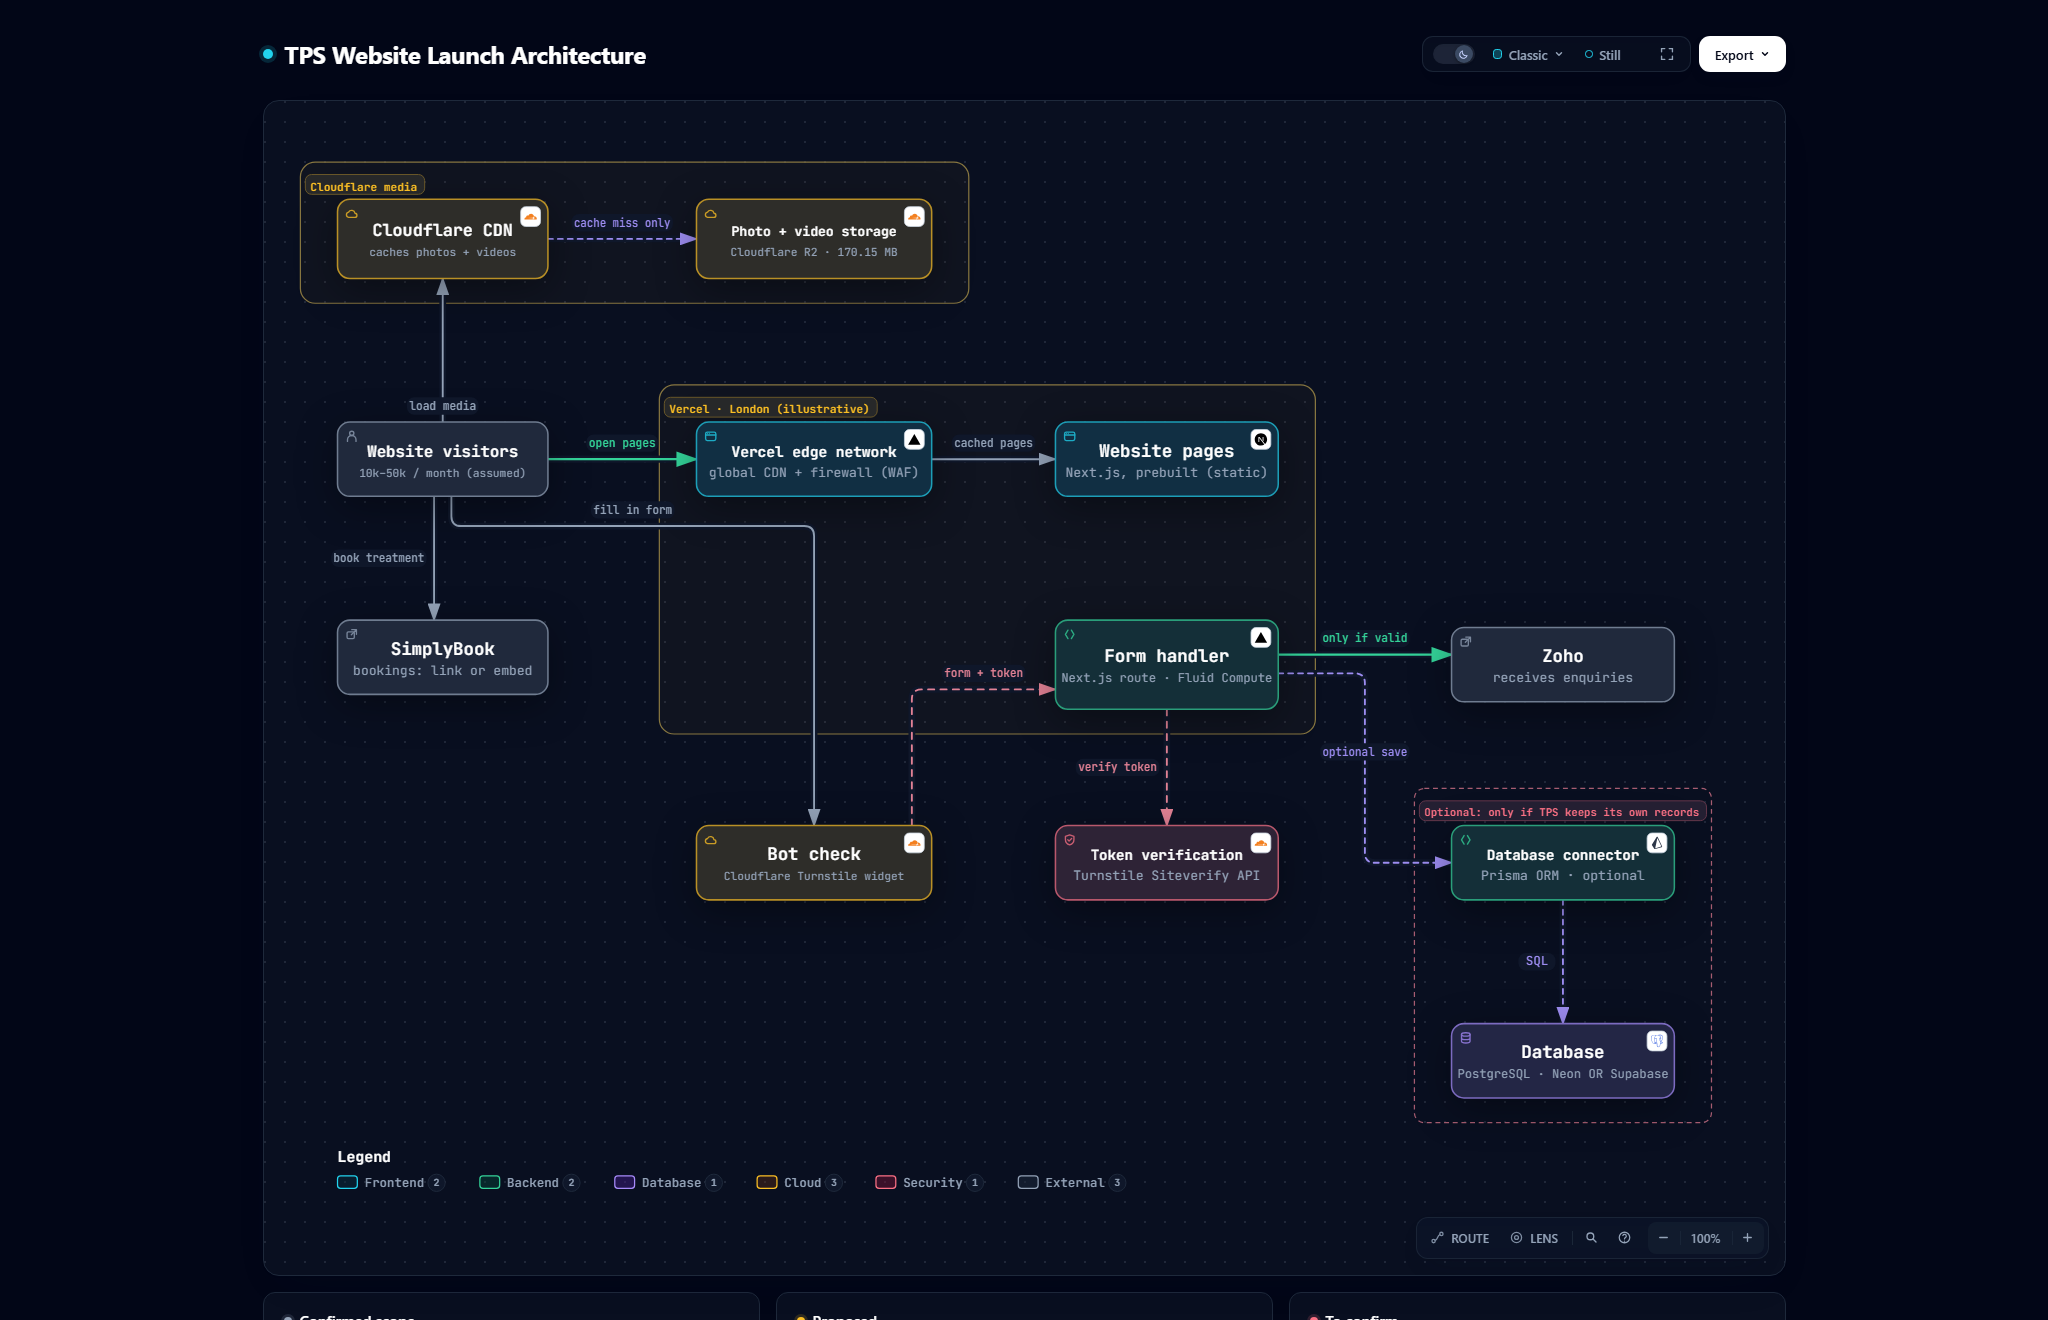 TPS Website Launch Architecture
Classic
Still
Export
Cloudflare media
Cloudflare CDN
caches photos + videos
cache miss only
Photo + video storage
Cloudflare R2 · 170.15 MB
load media
Website visitors
10k–50k / month (assumed)
open pages
Vercel · London (illustrative)
Vercel edge network
global CDN + firewall (WAF)
cached pages
Website pages
Next.js, prebuilt (static)
fill in form
book treatment
SimplyBook
bookings: link or embed
form + token
Form handler
Next.js route · Fluid Compute
only if valid
Zoho
receives enquiries
optional save
verify token
Bot check
Cloudflare Turnstile widget
Token verification
Turnstile Siteverify API
Optional: only if TPS keeps its own records
Database connector
Prisma ORM · optional
SQL
Database
PostgreSQL · Neon OR Supabase
Legend
Frontend 2
Backend 2
Database 1
Cloud 3
Security 1
External 3
ROUTE
LENS
100%
Confirmed scope
Proposed
To confirm